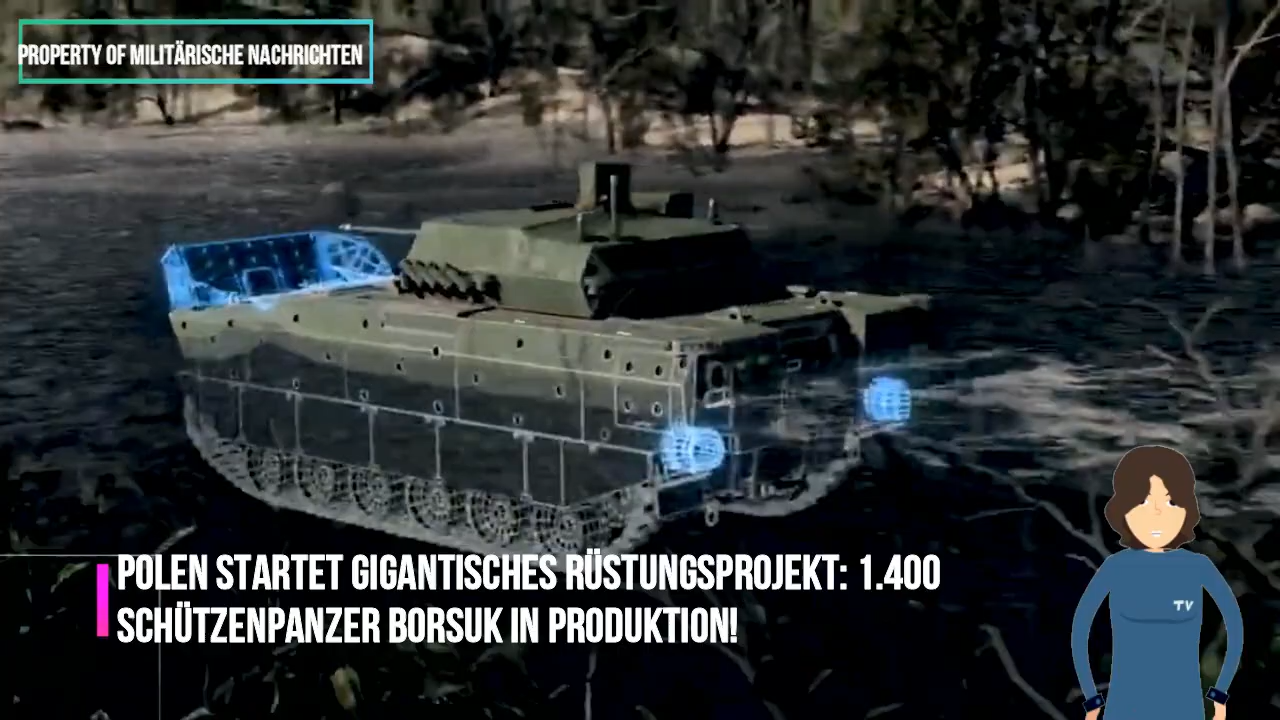 PROPERTY OF MILITÄRISCHE NACHRICHTEN
POLEN STARTET GIGANTISCHES RÜSTUNGSPROJEKT: 1.400
SCHÜTZENPANZER BORSUK IN PRODUKTION!
TV